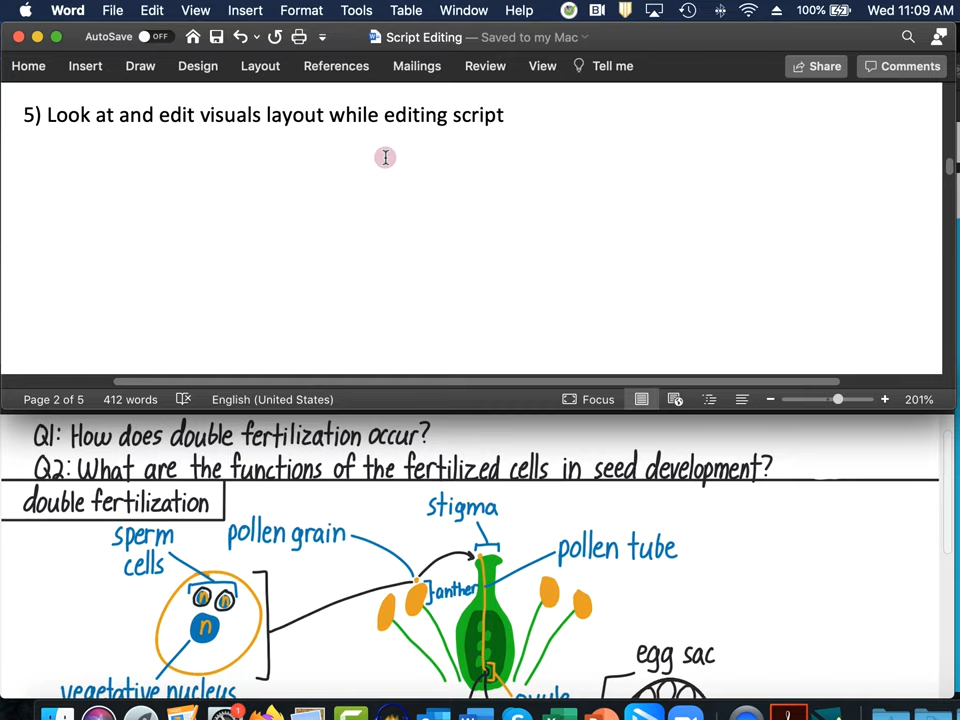 Word File Edit View Insert Format Tools Table Window Help 100% Wed 11:09 AM
AutoSave OFF Script Editing — Saved to my Mac
Home Insert Draw Design Layout References Mailings Review View Tell me Share Comments
5) Look at and edit visuals layout while editing script
Page 2 of 5 412 words English (United States) Focus 201%
Q1: How does double fertilization occur?
Q2: What are the functions of the fertilized cells in seed development?
double fertilization
stigma
sperm cells
pollen grain
pollen tube
anther
n n
n
egg sac
vegetative nucleus
ovule